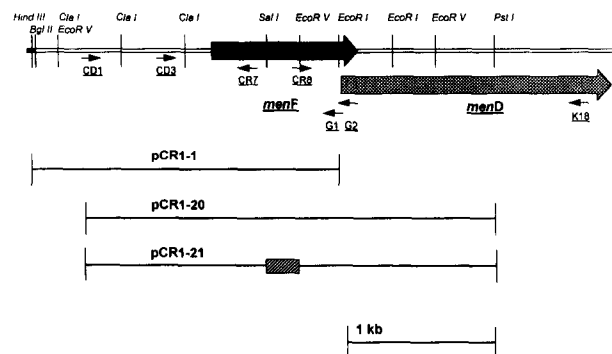 Hind III Cla I Cla I Cla I Sal I EcoR V EcoR I EcoR I EcoR V Pst I
Bgl II EcoR V
CD1 CD3 CR7 CR8
menF menD
G1 G2 K18
pCR1-1
pCR1-20
pCR1-21
1 kb